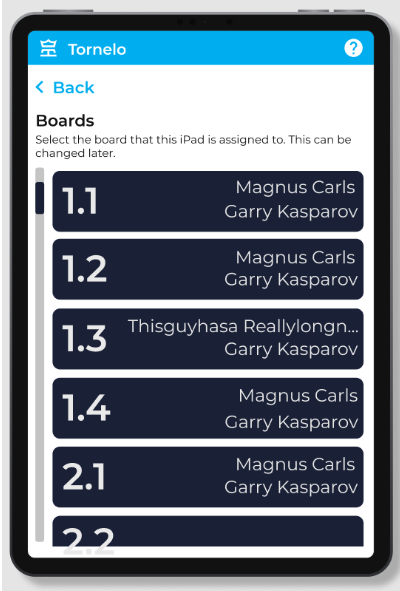 Tornelo
?
Back
Boards
Select the board that this iPad is assigned to. This can be
changed later.
1.1
Magnus Carls
Garry Kasparov
1.2
Magnus Carls
Garry Kasparov
1.3
Thisguyhasa Reallylongn...
Garry Kasparov
1.4
Magnus Carls
Garry Kasparov
2.1
Magnus Carls
Garry Kasparov
2.2